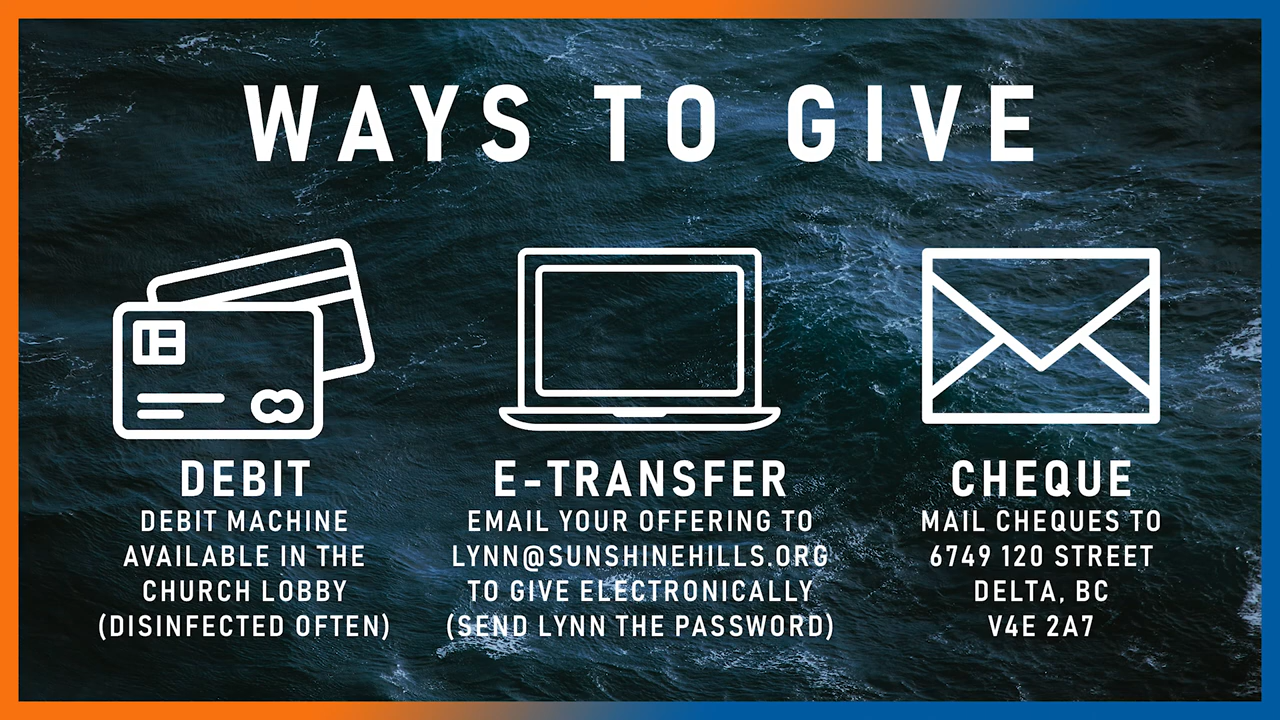 WAYS TO GIVE
DEBIT
DEBIT MACHINE
AVAILABLE IN THE
CHURCH LOBBY
(DISINFECTED OFTEN)
E-TRANSFER
EMAIL YOUR OFFERING TO
LYNN@SUNSHINEHILLS.ORG
TO GIVE ELECTRONICALLY
(SEND LYNN THE PASSWORD)
CHEQUE
MAIL CHEQUES TO
6749 120 STREET
DELTA, BC
V4E 2A7